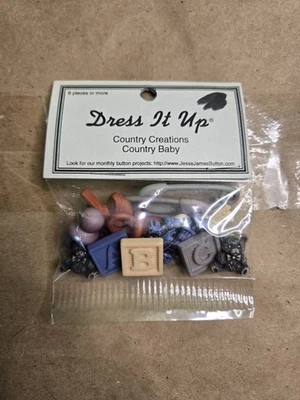 6 pieces or more
Dress It Up®
Country Creations
Country Baby
Look for our monthly button projects: http://www.JesseJamesButton.com
A B C